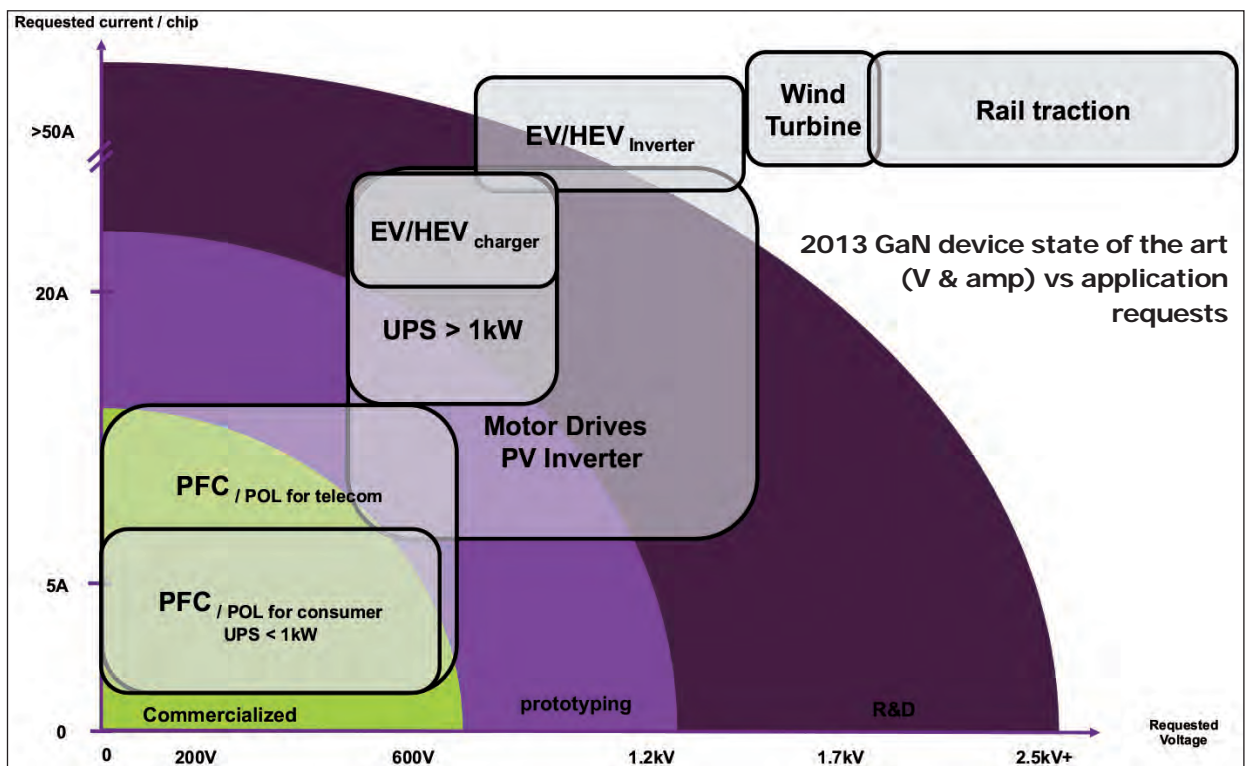 Requested current / chip
>50A
20A
5A
0
Wind
Turbine
Rail traction
EV/HEV Inverter
EV/HEV charger
2013 GaN device state of the art
(V & amp) vs application
requests
UPS > 1kW
Motor Drives
PV Inverter
PFC / POL for telecom
PFC / POL for consumer
UPS < 1kW
Commercialized
prototyping
R&D
Requested
Voltage
0
200V
600V
1.2kV
1.7kV
2.5kV+